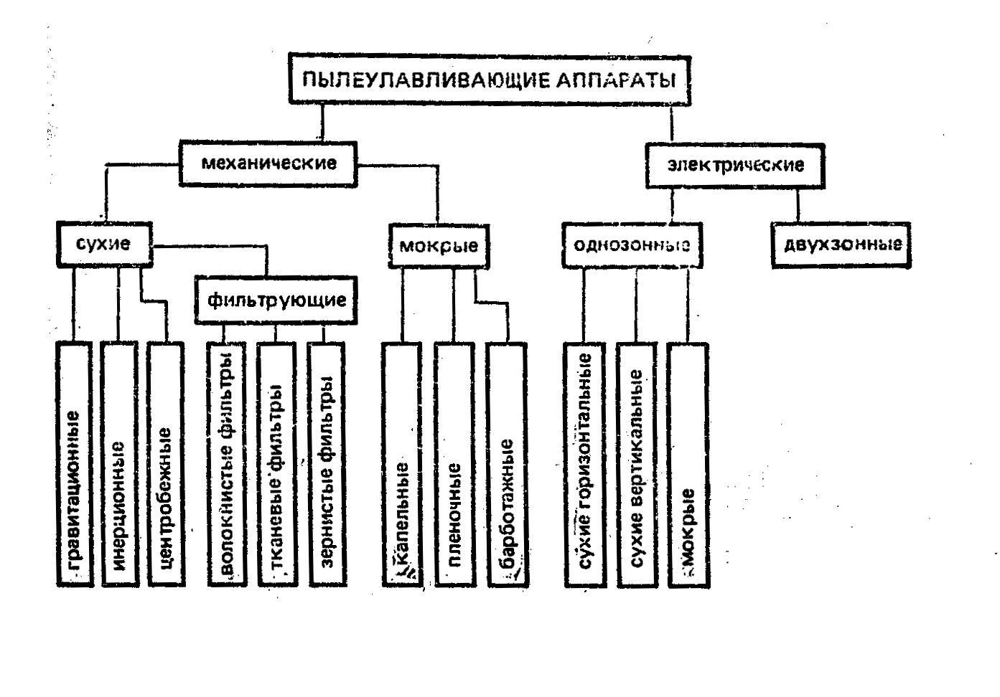 ПЫЛЕУЛАВЛИВАЮЩИЕ АППАРАТЫ
механические
электрические
сухие
мокрые
однозонные
двухзонные
фильтрующие
гравитационные
инерционные
центробежные
волокнистые фильтры
тканевые фильтры
зернистые фильтры
капельные
пленочные
барботажные
сухие горизонтальные
сухие вертикальные
мокрые